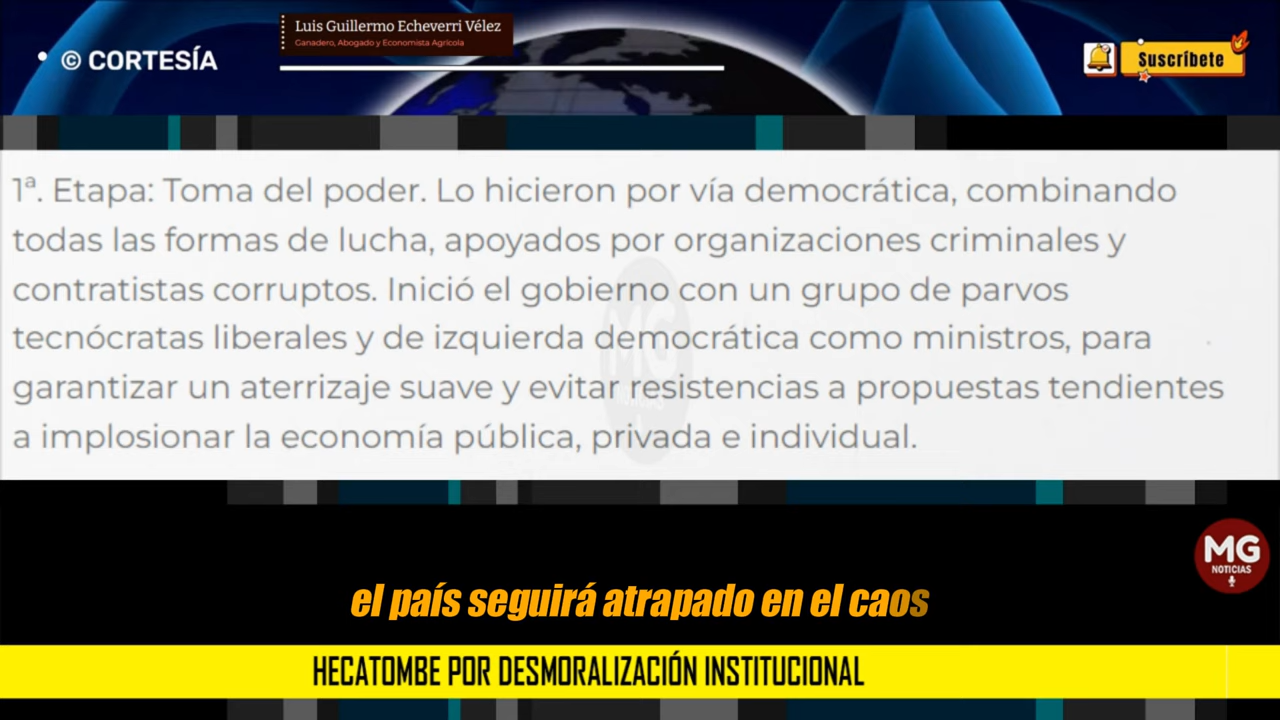 Luis Guillermo Echeverri Vélez
Ganadero, Abogado y Economista Agrícola
© CORTESÍA
Suscríbete
1ª. Etapa: Toma del poder. Lo hicieron por vía democrática, combinando
todas las formas de lucha, apoyados por organizaciones criminales y
contratistas corruptos. Inició el gobierno con un grupo de parvos
tecnócratas liberales y de izquierda democrática como ministros, para
garantizar un aterrizaje suave y evitar resistencias a propuestas tendientes
a implosionar la economía pública, privada e individual.
MG
NOTICIAS
el país seguirá atrapado en el caos
HECATOMBE POR DESMORALIZACIÓN INSTITUCIONAL